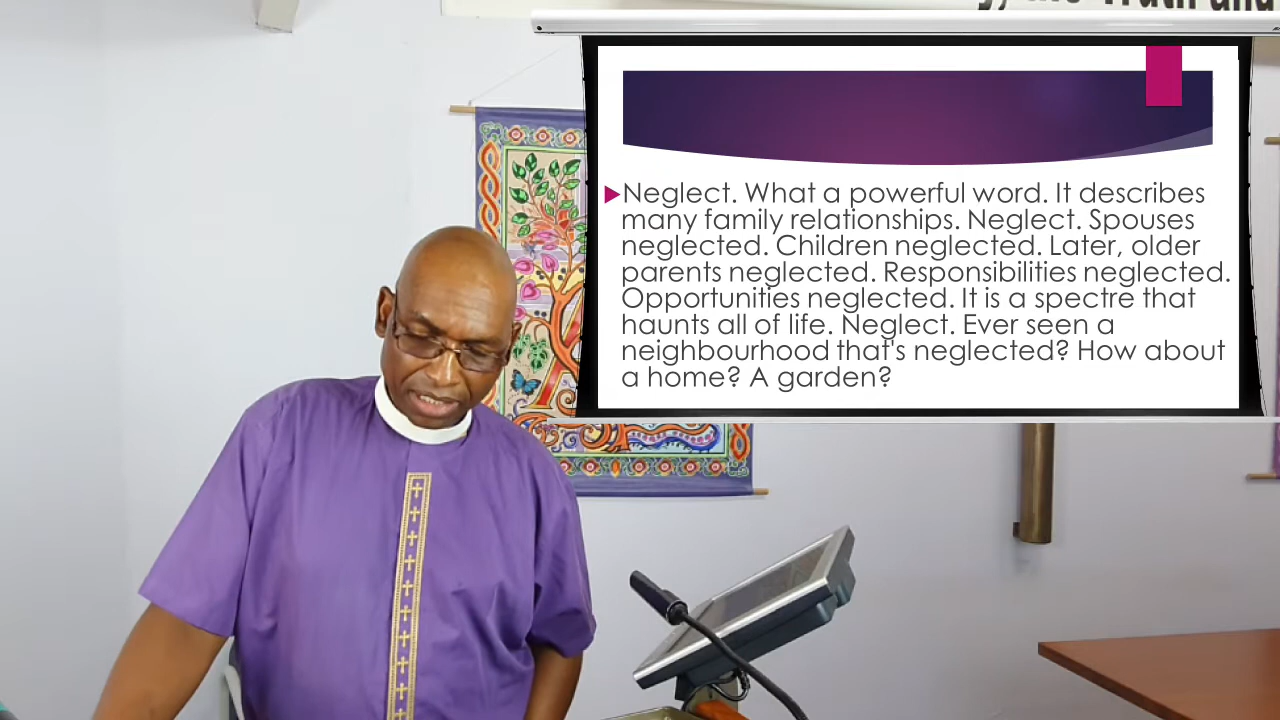 Truth and
Neglect. What a powerful word. It describes
many family relationships. Neglect. Spouses
neglected. Children neglected. Later, older
parents neglected. Responsibilities neglected.
Opportunities neglected. It is a spectre that
haunts all of life. Neglect. Ever seen a
neighbourhood that's neglected? How about
a home? A garden?